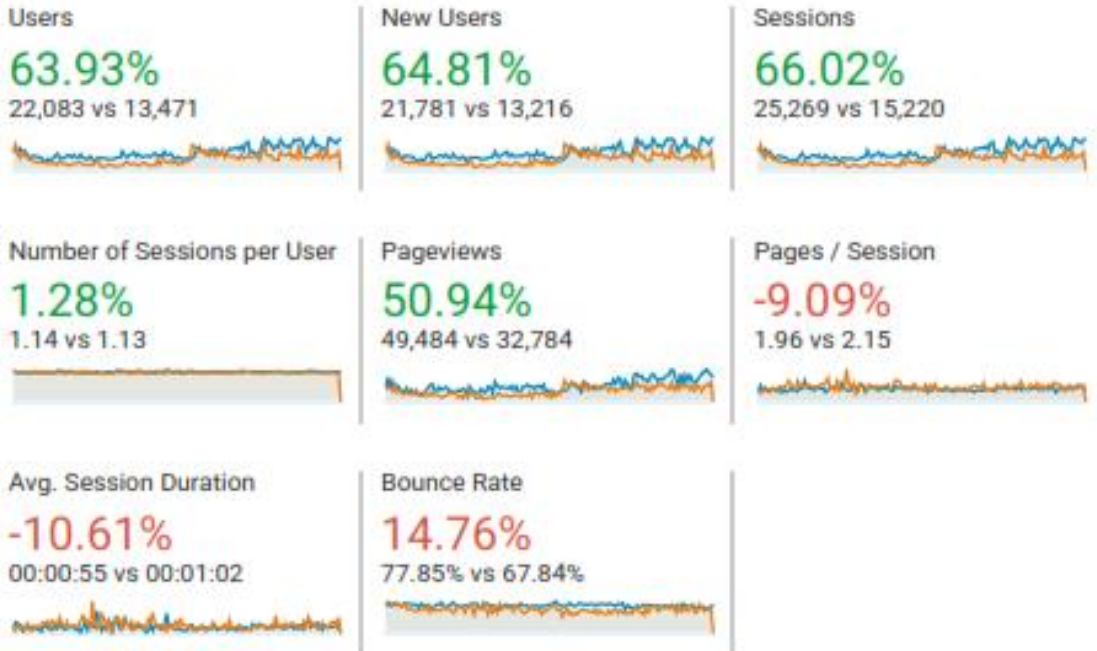 Users
63.93%
22,083 vs 13,471
New Users
64.81%
21,781 vs 13,216
Sessions
66.02%
25,269 vs 15,220
Number of Sessions per User
1.28%
1.14 vs 1.13
Pageviews
50.94%
49,484 vs 32,784
Pages / Session
-9.09%
1.96 vs 2.15
Avg. Session Duration
-10.61%
00:00:55 vs 00:01:02
Bounce Rate
14.76%
77.85% vs 67.84%